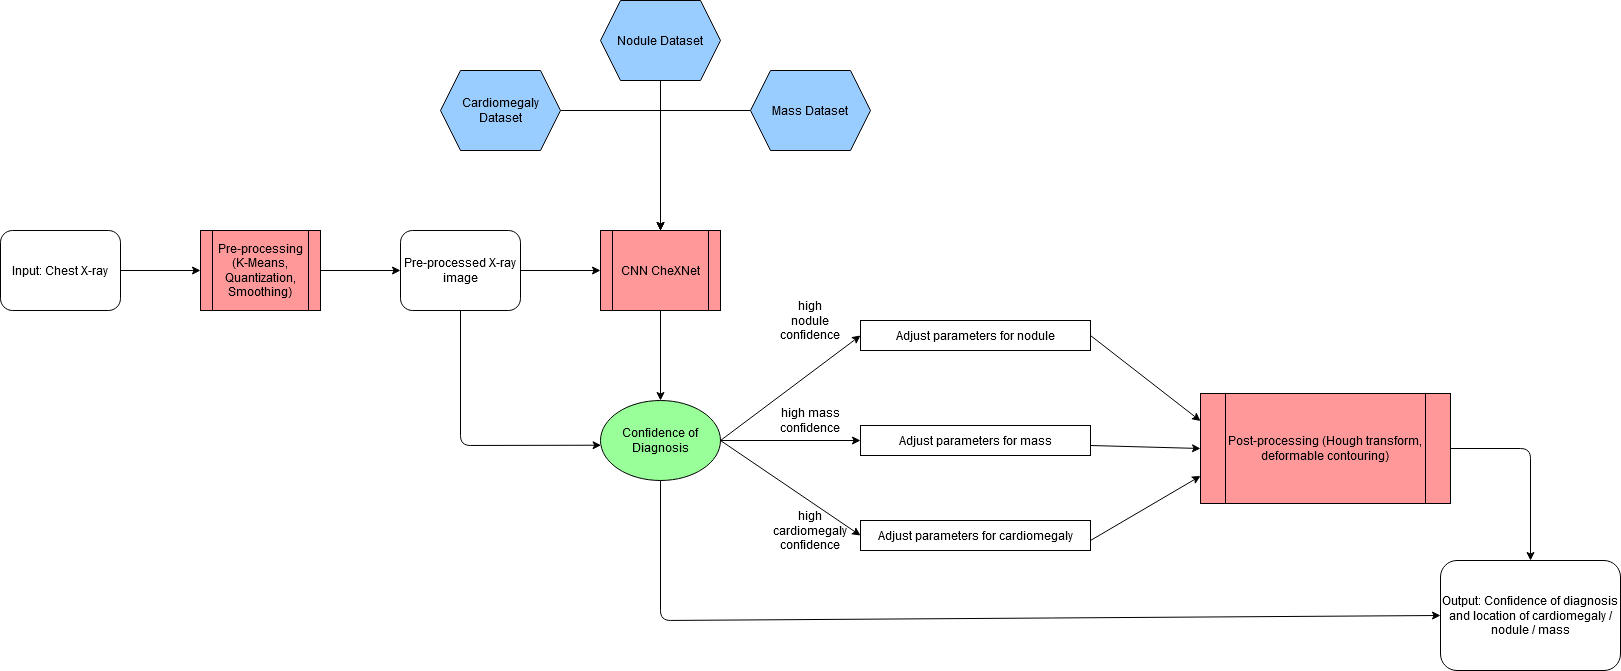 Nodule Dataset
Cardiomegaly
Dataset
Mass Dataset
Input: Chest X-ray
Pre-processing
(K-Means,
Quantization,
Smoothing)
Pre-processed X-ray
image
CNN CheXNet
high
nodule
confidence
Adjust parameters for nodule
Confidence of
Diagnosis
high mass
confidence
Adjust parameters for mass
Post-processing (Hough transform,
deformable contouring)
high
cardiomegaly
confidence
Adjust parameters for cardiomegaly
Output: Confidence of diagnosis
and location of cardiomegaly /
nodule / mass